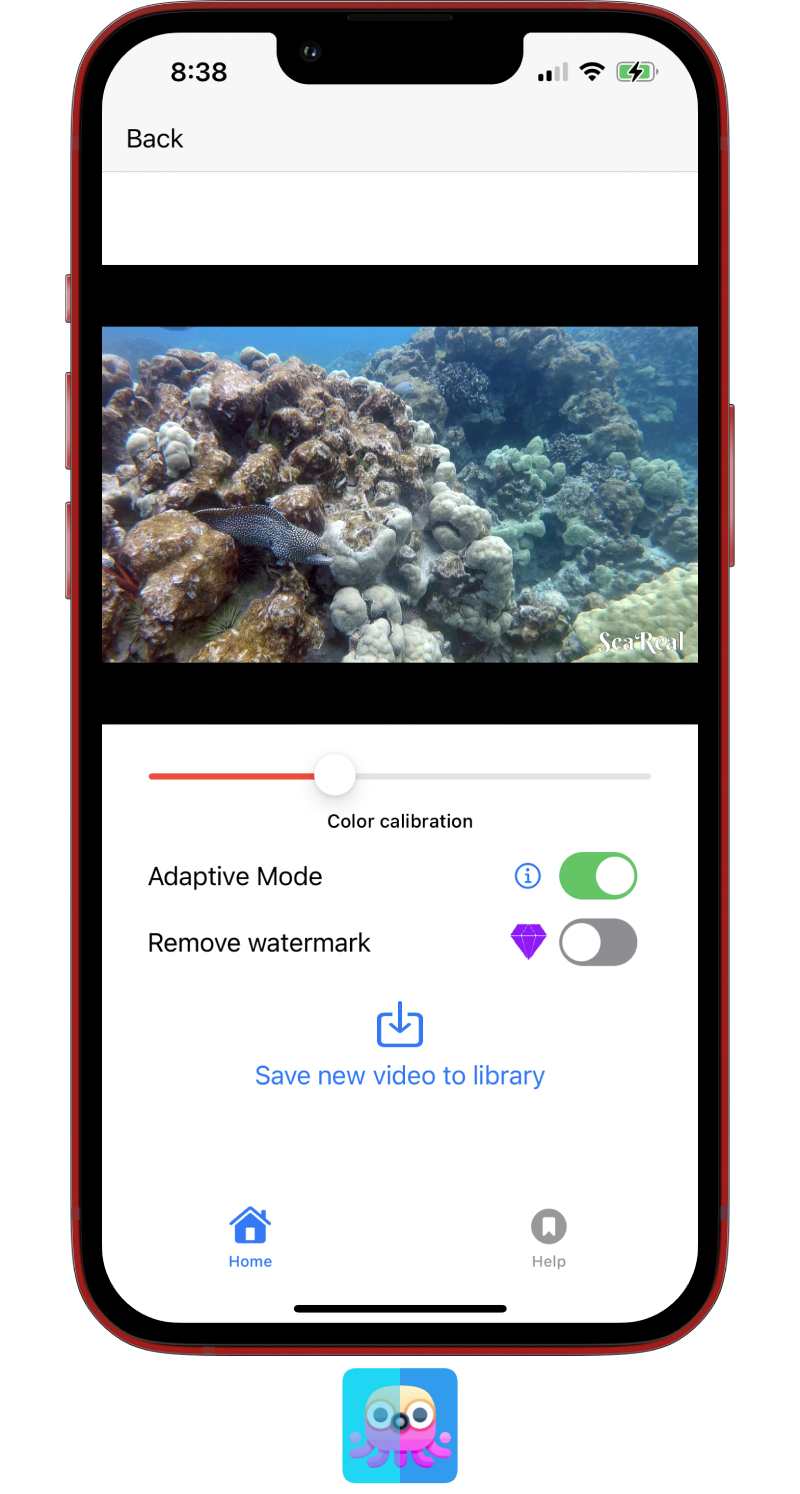 8:38
Back
SeaReal
Color calibration
Adaptive Mode
Remove watermark
Save new video to library
Home
Help